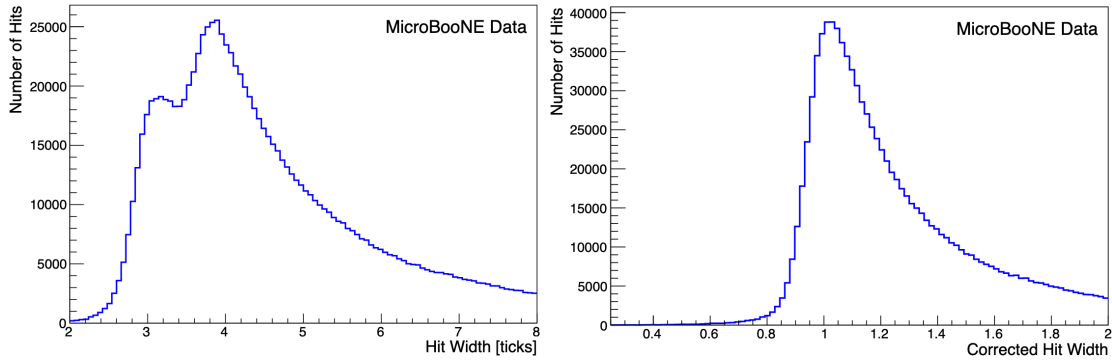 MicroBooNE Data
Number of Hits
25000
20000
15000
10000
5000
0
2 3 4 5 6 7 8
Hit Width [ticks]
MicroBooNE Data
Number of Hits
40000
35000
30000
25000
20000
15000
10000
5000
0
0.4 0.6 0.8 1 1.2 1.4 1.6 1.8 2
Corrected Hit Width